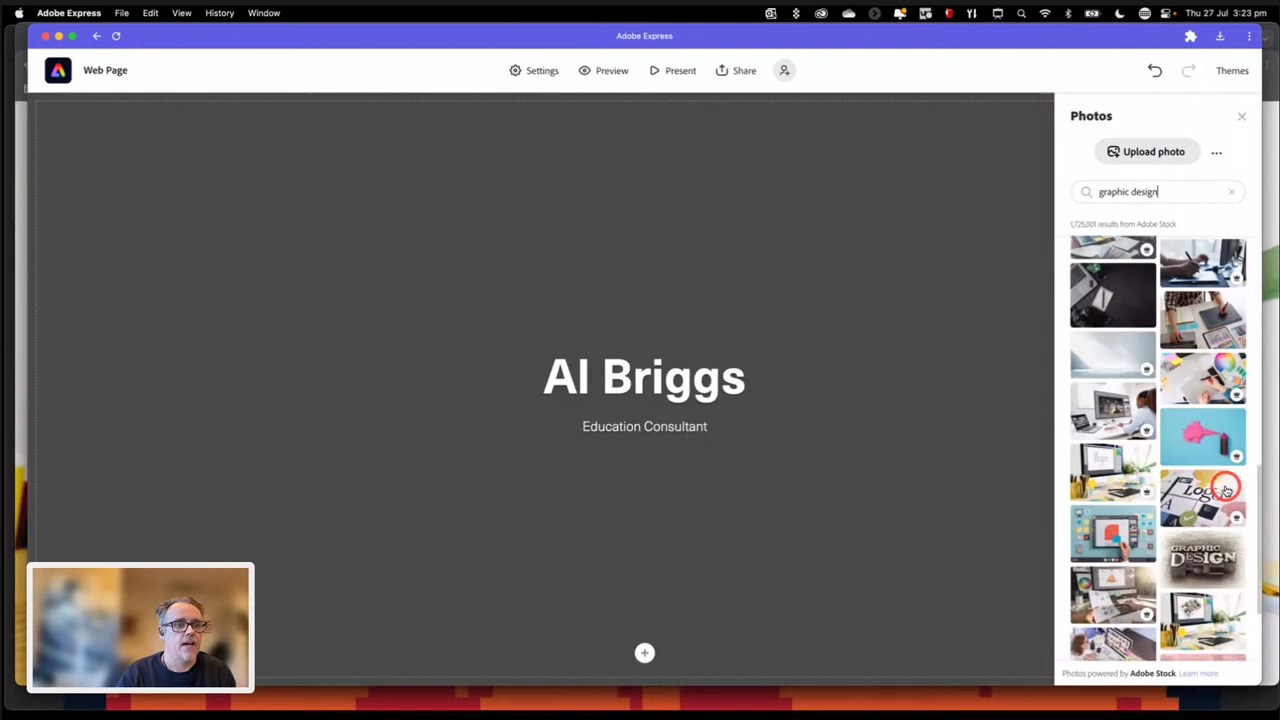 Adobe Express File Edit View History Window Thu 27 Jul 3:23 pm
Adobe Express
Web Page Settings Preview Present Share Themes
Photos
Upload photo
graphic design
1,725,001 results from Adobe Stock
Al Briggs
Education Consultant
Logo
A
GRAPHIC
DESIGN
Photos powered by Adobe Stock. Learn more.